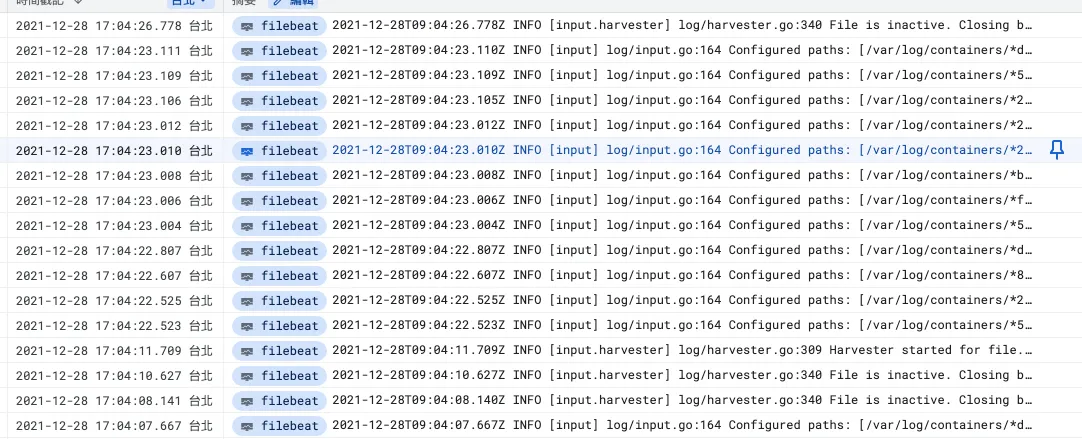 時間戳記 ↓ 台北 摘要 編輯
2021-12-28 17:04:26.778 台北 filebeat 2021-12-28T09:04:26.778Z INFO [input.harvester] log/harvester.go:340 File is inactive. Closing b…
2021-12-28 17:04:23.111 台北 filebeat 2021-12-28T09:04:23.110Z INFO [input] log/input.go:164 Configured paths: [/var/log/containers/*d…
2021-12-28 17:04:23.109 台北 filebeat 2021-12-28T09:04:23.109Z INFO [input] log/input.go:164 Configured paths: [/var/log/containers/*5…
2021-12-28 17:04:23.106 台北 filebeat 2021-12-28T09:04:23.105Z INFO [input] log/input.go:164 Configured paths: [/var/log/containers/*2…
2021-12-28 17:04:23.012 台北 filebeat 2021-12-28T09:04:23.012Z INFO [input] log/input.go:164 Configured paths: [/var/log/containers/*2…
2021-12-28 17:04:23.010 台北 filebeat 2021-12-28T09:04:23.010Z INFO [input] log/input.go:164 Configured paths: [/var/log/containers/*2…
2021-12-28 17:04:23.008 台北 filebeat 2021-12-28T09:04:23.008Z INFO [input] log/input.go:164 Configured paths: [/var/log/containers/*b…
2021-12-28 17:04:23.006 台北 filebeat 2021-12-28T09:04:23.006Z INFO [input] log/input.go:164 Configured paths: [/var/log/containers/*f…
2021-12-28 17:04:23.004 台北 filebeat 2021-12-28T09:04:23.004Z INFO [input] log/input.go:164 Configured paths: [/var/log/containers/*5…
2021-12-28 17:04:22.807 台北 filebeat 2021-12-28T09:04:22.807Z INFO [input] log/input.go:164 Configured paths: [/var/log/containers/*d…
2021-12-28 17:04:22.607 台北 filebeat 2021-12-28T09:04:22.607Z INFO [input] log/input.go:164 Configured paths: [/var/log/containers/*8…
2021-12-28 17:04:22.525 台北 filebeat 2021-12-28T09:04:22.525Z INFO [input] log/input.go:164 Configured paths: [/var/log/containers/*2…
2021-12-28 17:04:22.523 台北 filebeat 2021-12-28T09:04:22.523Z INFO [input] log/input.go:164 Configured paths: [/var/log/containers/*5…
2021-12-28 17:04:11.709 台北 filebeat 2021-12-28T09:04:11.709Z INFO [input.harvester] log/harvester.go:309 Harvester started for file.…
2021-12-28 17:04:10.627 台北 filebeat 2021-12-28T09:04:10.627Z INFO [input.harvester] log/harvester.go:340 File is inactive. Closing b…
2021-12-28 17:04:08.141 台北 filebeat 2021-12-28T09:04:08.140Z INFO [input.harvester] log/harvester.go:340 File is inactive. Closing b…
2021-12-28 17:04:07.667 台北 filebeat 2021-12-28T09:04:07.667Z INFO [input] log/input.go:164 Configured paths: [/var/log/containers/*d…